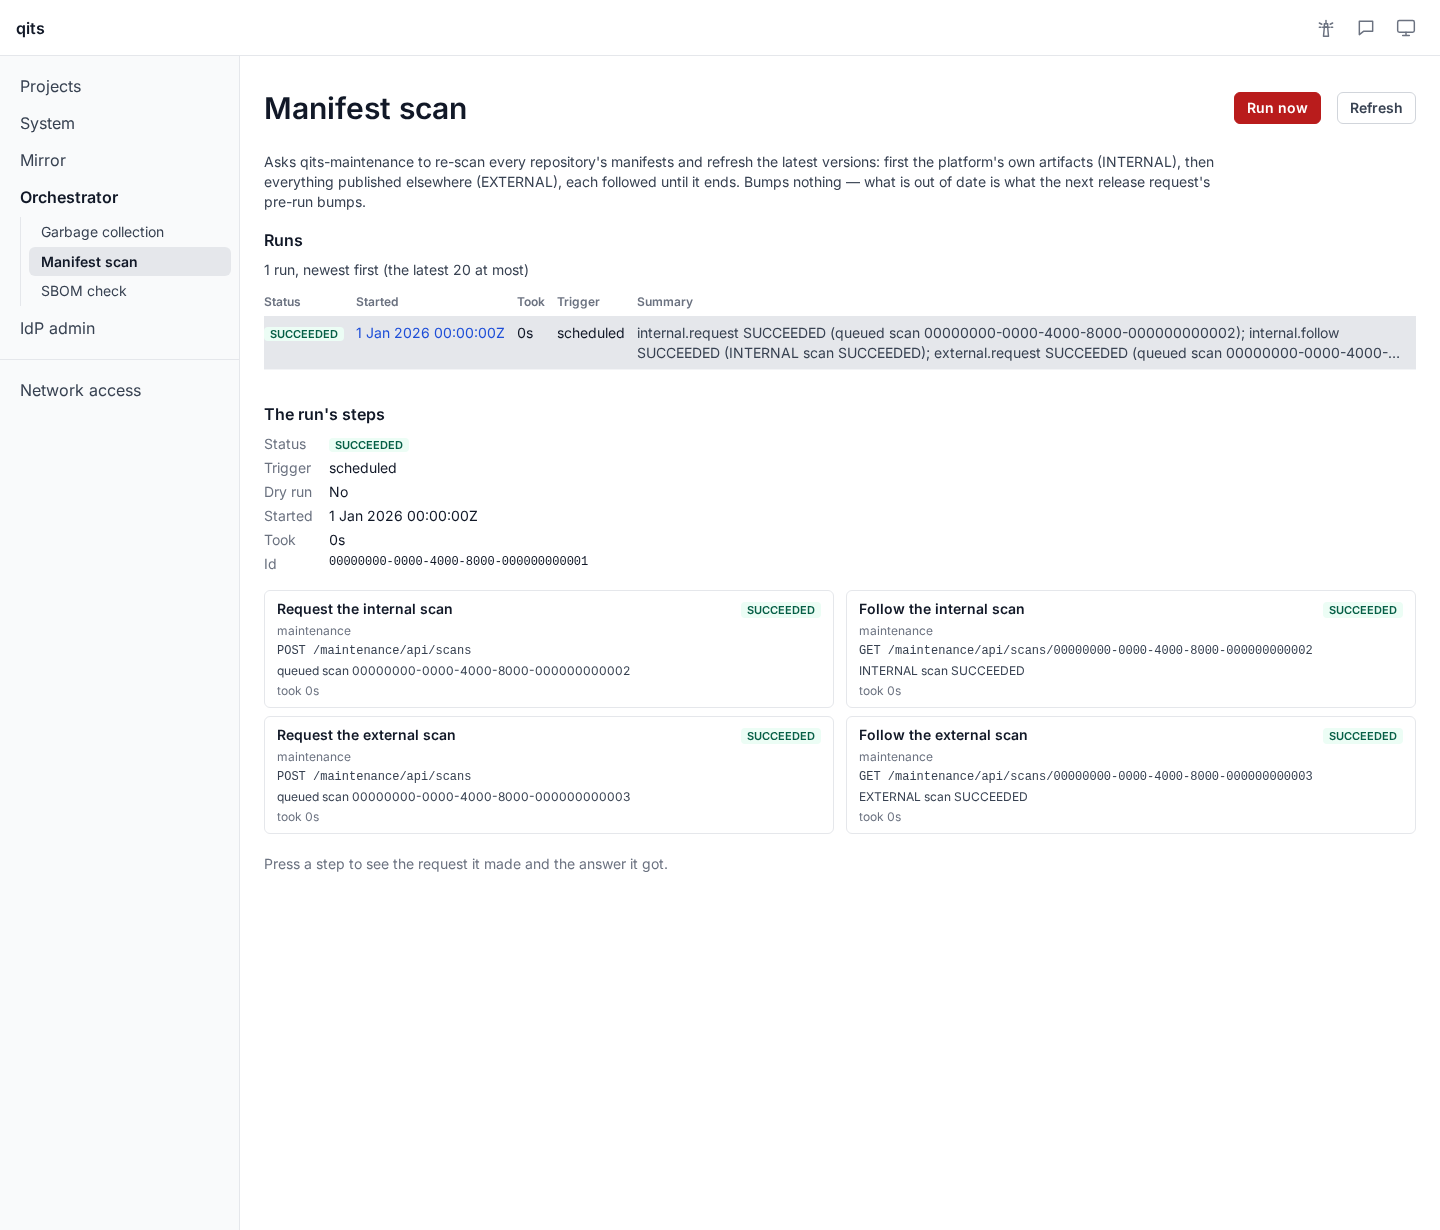 qits
Projects
System
Mirror
Orchestrator
Garbage collection
Manifest scan
SBOM check
IdP admin
Network access
Manifest scan
Run now
Refresh
Asks qits-maintenance to re-scan every repository's manifests and refresh the latest versions: first the platform's own artifacts (INTERNAL), then
everything published elsewhere (EXTERNAL), each followed until it ends. Bumps nothing — what is out of date is what the next release request's
pre-run bumps.
Runs
1 run, newest first (the latest 20 at most)
Status Started Took Trigger Summary
SUCCEEDED 1 Jan 2026 00:00:00Z 0s scheduled internal.request SUCCEEDED (queued scan 00000000-0000-4000-8000-000000000002); internal.follow
SUCCEEDED (INTERNAL scan SUCCEEDED); external.request SUCCEEDED (queued scan 00000000-0000-4000-...
The run's steps
Status SUCCEEDED
Trigger scheduled
Dry run No
Started 1 Jan 2026 00:00:00Z
Took 0s
Id 00000000-0000-4000-8000-000000000001
Request the internal scan SUCCEEDED
maintenance
POST /maintenance/api/scans
queued scan 00000000-0000-4000-8000-000000000002
took 0s
Follow the internal scan SUCCEEDED
maintenance
GET /maintenance/api/scans/00000000-0000-4000-8000-000000000002
INTERNAL scan SUCCEEDED
took 0s
Request the external scan SUCCEEDED
maintenance
POST /maintenance/api/scans
queued scan 00000000-0000-4000-8000-000000000003
took 0s
Follow the external scan SUCCEEDED
maintenance
GET /maintenance/api/scans/00000000-0000-4000-8000-000000000003
EXTERNAL scan SUCCEEDED
took 0s
Press a step to see the request it made and the answer it got.